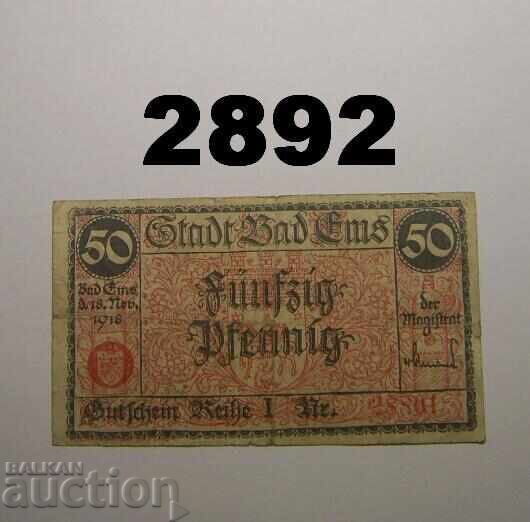 2892
50 Stadt Bad Ems 50
Fünfzig
Pfennig
Bad Ems
d. 18. Nov.
1918
der
Magistrat
Gutschein Reihe I Nr.
BALKAN
auction